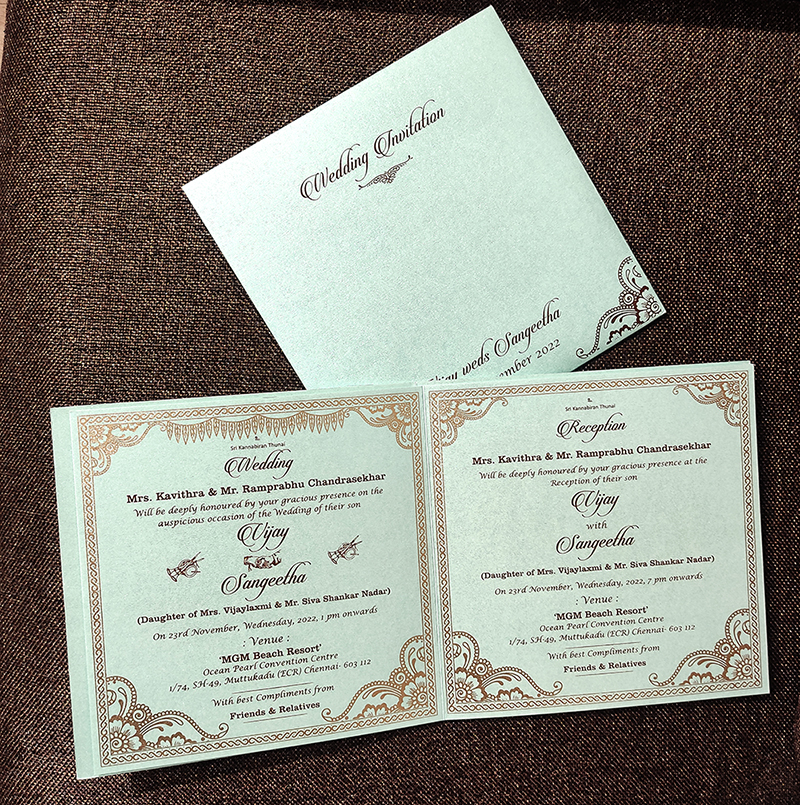 Wedding Invitation
Vijay weds Sangeetha
2022
உ
Sri Kannabiran Thunai
Wedding
Mrs. Kavithra & Mr. Ramprabhu Chandrasekhar
Will be deeply honoured by your gracious presence on the
auspicious occasion of the Wedding of their son
Vijay
Sangeetha
(Daughter of Mrs. Vijaylaxmi & Mr. Siva Shankar Nadar)
On 23rd November, Wednesday, 2022, 1 pm onwards
: Venue :
'MGM Beach Resort'
Ocean Pearl Convention Centre
1/74, SH-49, Muttukadu (ECR) Chennai- 603 112
With best Compliments from
Friends & Relatives
உ
Sri Kannabiran Thunai
Reception
Mrs. Kavithra & Mr. Ramprabhu Chandrasekhar
Will be deeply honoured by your gracious presence at the
Reception of their son
Vijay
with
Sangeetha
(Daughter of Mrs. Vijaylaxmi & Mr. Siva Shankar Nadar)
On 23rd November, Wednesday, 2022, 7 pm onwards
: Venue :
'MGM Beach Resort'
Ocean Pearl Convention Centre
1/74, SH-49, Muttukadu (ECR) Chennai- 603 112
With best Compliments from
Friends & Relatives